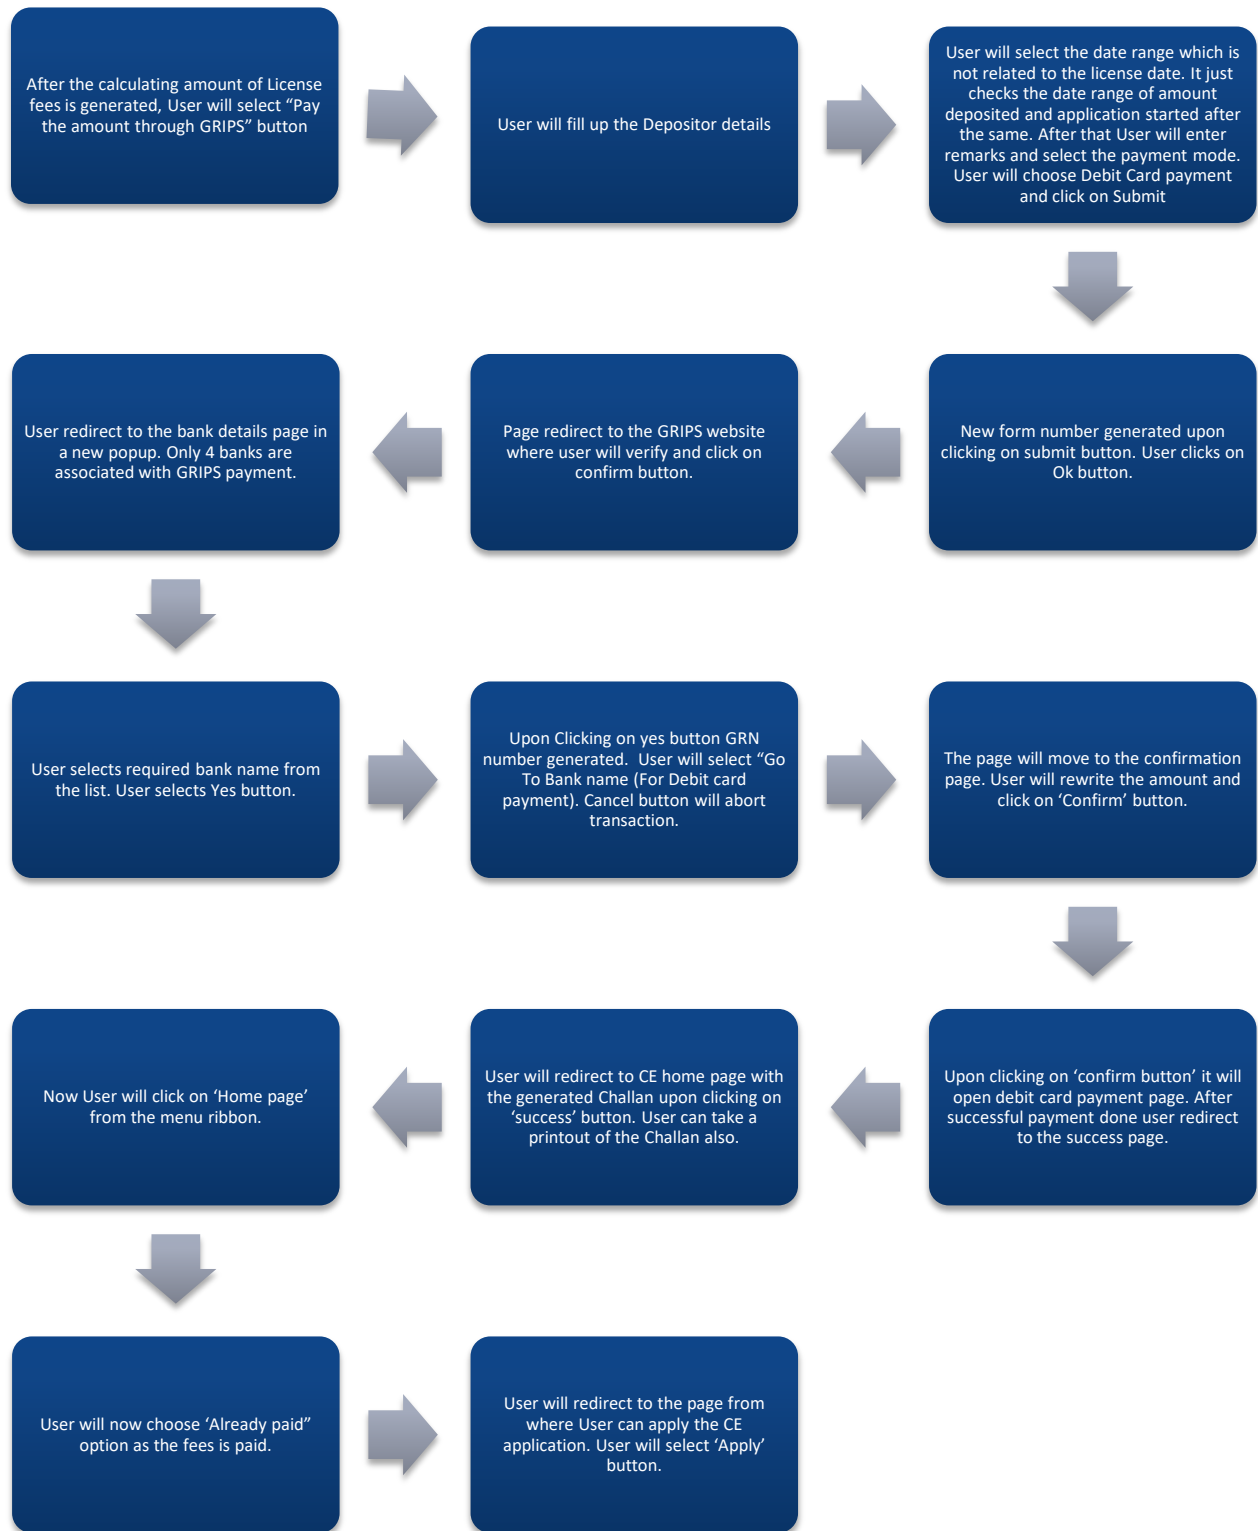 After the calculating amount of License
fees is generated, User will select “Pay
the amount through GRIPS” button
User will fill up the Depositor details
User will select the date range which is
not related to the license date. It just
checks the date range of amount
deposited and application started after
the same. After that User will enter
remarks and select the payment mode.
User will choose Debit Card payment
and click on Submit
New form number generated upon
clicking on submit button. User clicks on
Ok button.
Page redirect to the GRIPS website
where user will verify and click on
confirm button.
User redirect to the bank details page in
a new popup. Only 4 banks are
associated with GRIPS payment.
User selects required bank name from
the list. User selects Yes button.
Upon Clicking on yes button GRN
number generated.  User will select “Go
To Bank name (For Debit card
payment). Cancel button will abort
transaction.
The page will move to the confirmation
page. User will rewrite the amount and
click on ‘Confirm’ button.
Upon clicking on ‘confirm button’ it will
open debit card payment page. After
successful payment done user redirect
to the success page.
User will redirect to CE home page with
the generated Challan upon clicking on
‘success’ button. User can take a
printout of the Challan also.
Now User will click on ‘Home page’
from the menu ribbon.
User will now choose ‘Already paid”
option as the fees is paid.
User will redirect to the page from
where User can apply the CE
application. User will select ‘Apply’
button.